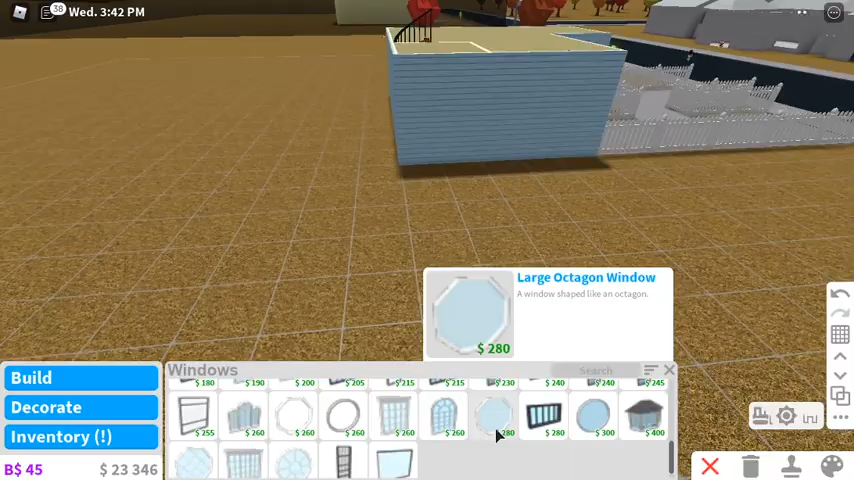 38 Wed. 3:42 PM
Large Octagon Window
A window shaped like an octagon.
$ 280
Build
Decorate
Inventory (!)
B$ 45 $ 23 346
Windows
Search
$ 180 $ 190 $ 200 $ 205 $ 215 $ 215 $ 230 $ 240 $ 240 $ 245
$ 255 $ 260 $ 260 $ 260 $ 260 $ 260 $ 280 $ 280 $ 300 $ 400